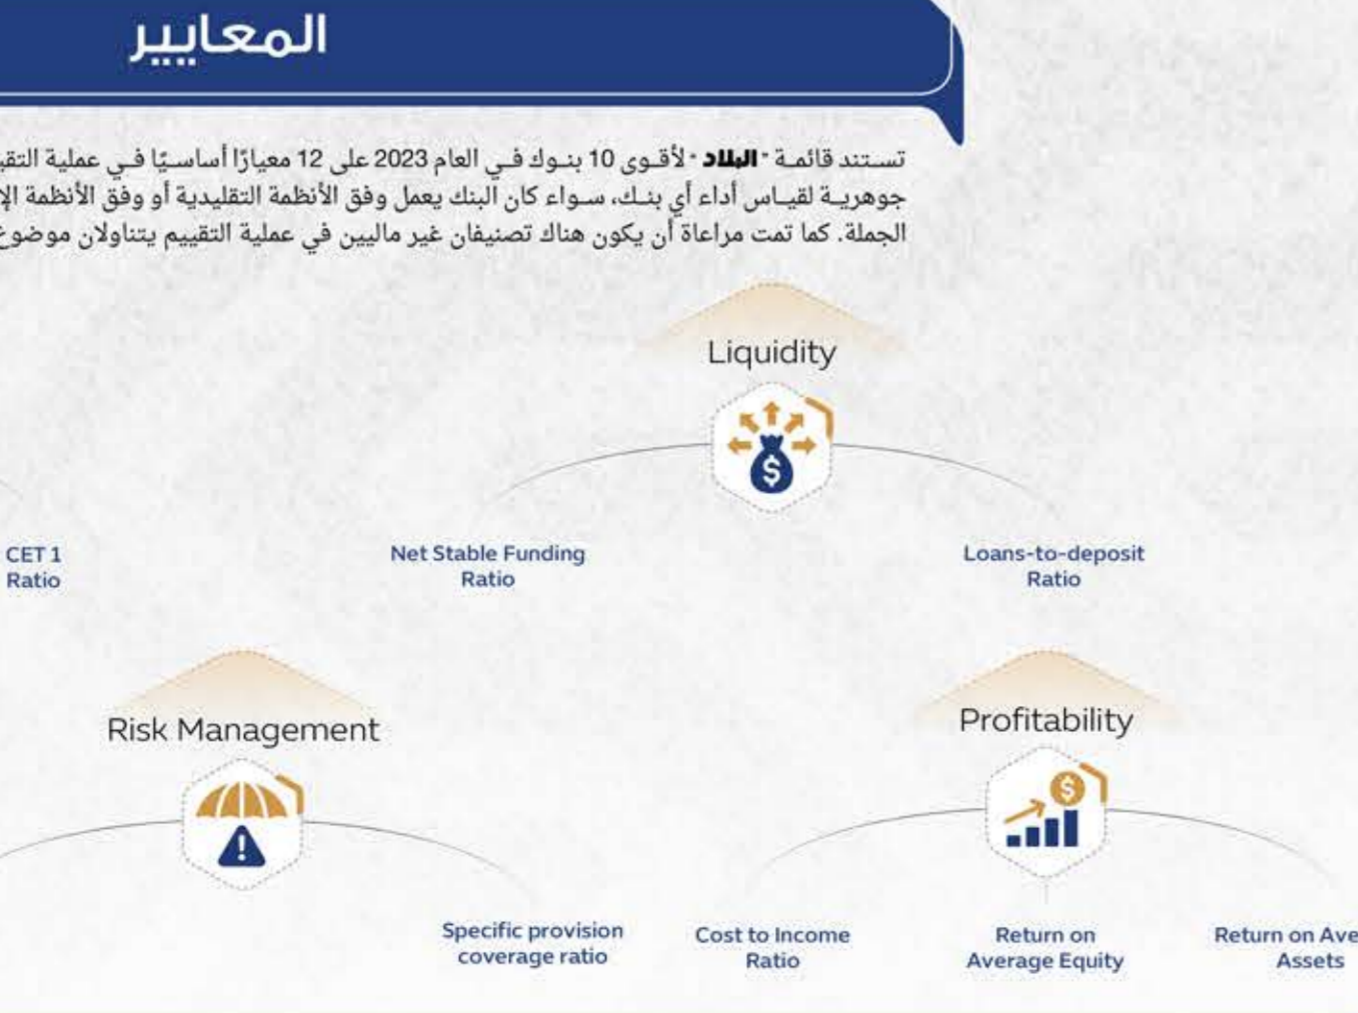 المعايير
تستند قائمة "البلاد" لأقوى 10 بنوك في العام 2023 على 12 معيارًا أساسيًا في عملية
جوهرية لقياس أداء أي بنك، سواء كان البنك يعمل وفق الأنظمة التقليدية أو وفق الأنظمة
الجملة. كما تمت مراعاة أن يكون هناك تصنيفان غير ماليين في عملية التقييم يتناولان موضوع
Liquidity
CET 1
Ratio
Net Stable Funding
Ratio
Loans-to-deposit
Ratio
Risk Management
Profitability
Specific provision
coverage ratio
Cost to Income
Ratio
Return on
Average Equity
Return on
Assets